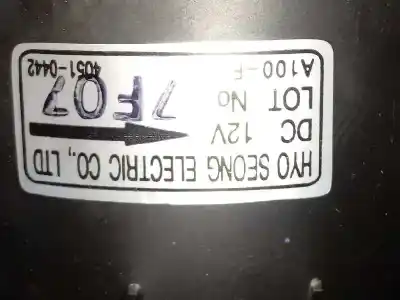 HYO SEONG ELECTRIC CO., LTD
DC 12V
LOT No 7F07
A100-F 4051-0442